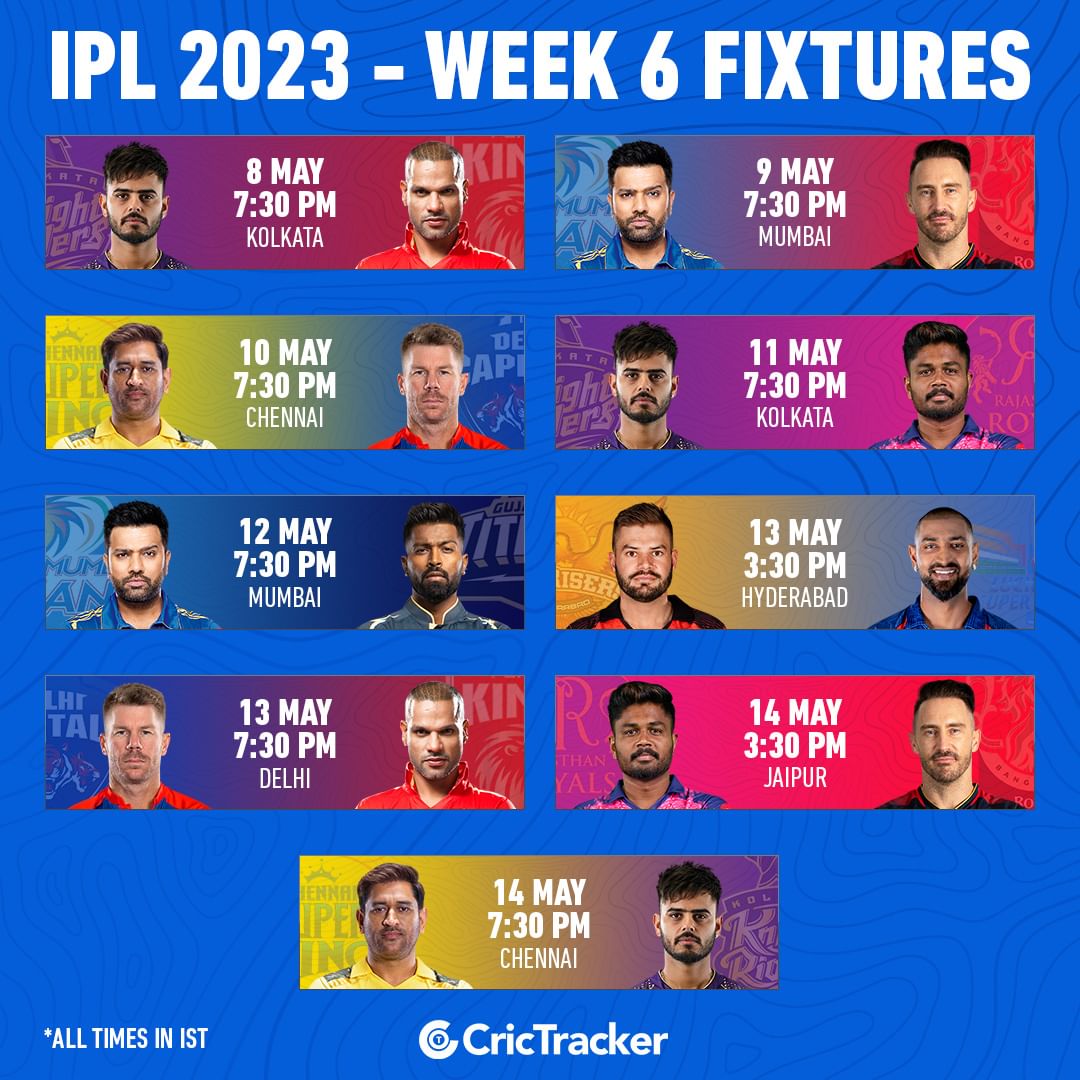 IPL 2023 - WEEK 6 FIXTURES
8 MAY
7:30 PM
KOLKATA
9 MAY
7:30 PM
MUMBAI
10 MAY
7:30 PM
CHENNAI
11 MAY
7:30 PM
KOLKATA
12 MAY
7:30 PM
MUMBAI
13 MAY
3:30 PM
HYDERABAD
13 MAY
7:30 PM
DELHI
14 MAY
3:30 PM
JAIPUR
14 MAY
7:30 PM
CHENNAI
*ALL TIMES IN IST
CricTracker